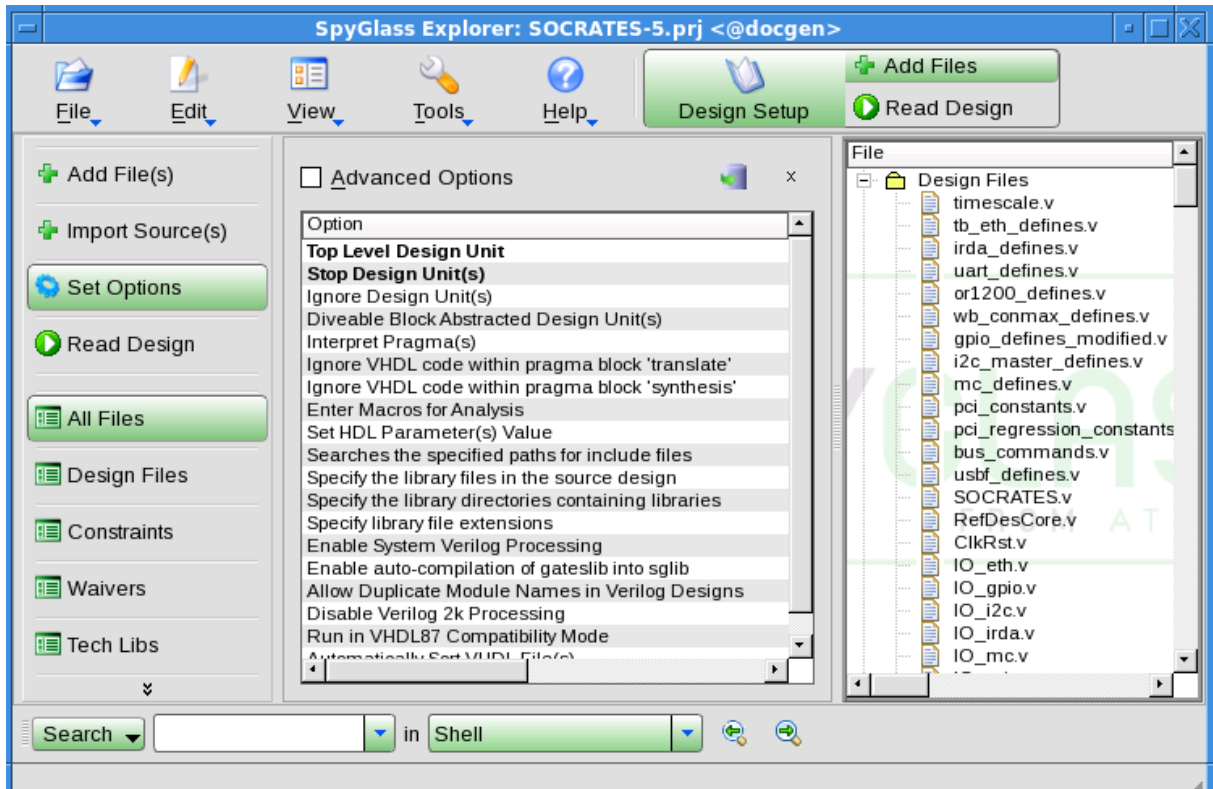 SpyGlass Explorer: SOCRATES-5.prj <@docgen>
File
Edit
View
Tools
Help
Design Setup
Add Files
Read Design
Add File(s)
Import Source(s)
Set Options
Read Design
All Files
Design Files
Constraints
Waivers
Tech Libs
Advanced Options
x
Option
Top Level Design Unit
Stop Design Unit(s)
Ignore Design Unit(s)
Diveable Block Abstracted Design Unit(s)
Interpret Pragma(s)
Ignore VHDL code within pragma block 'translate'
Ignore VHDL code within pragma block 'synthesis'
Enter Macros for Analysis
Set HDL Parameter(s) Value
Searches the specified paths for include files
Specify the library files in the source design
Specify the library directories containing libraries
Specify library file extensions
Enable System Verilog Processing
Enable auto-compilation of gateslib into sglib
Allow Duplicate Module Names in Verilog Designs
Disable Verilog 2k Processing
Run in VHDL87 Compatibility Mode
Automatically Sort VHDL File(s)
File
Design Files
timescale.v
tb_eth_defines.v
irda_defines.v
uart_defines.v
or1200_defines.v
wb_conmax_defines.v
gpio_defines_modified.v
i2c_master_defines.v
mc_defines.v
pci_constants.v
pci_regression_constants
bus_commands.v
usbf_defines.v
SOCRATES.v
RefDesCore.v
ClkRst.v
IO_eth.v
IO_gpio.v
IO_i2c.v
IO_irda.v
IO_mc.v
FROM AT
Search
in
Shell